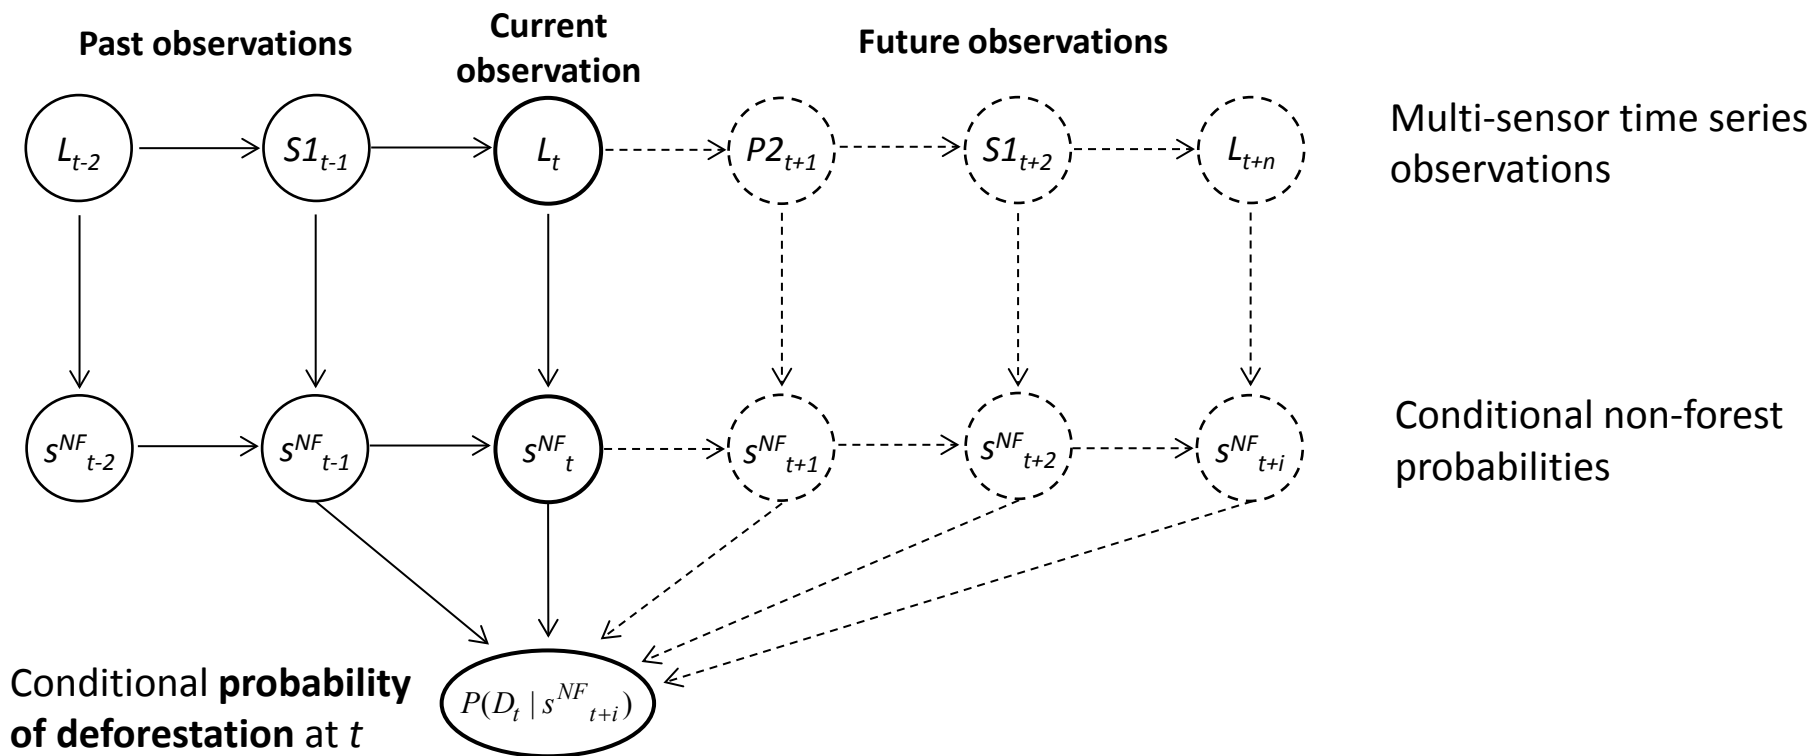 Past observations
Current
observation
Future observations
L_{t-2}
S1_{t-1}
L_t
P2_{t+1}
S1_{t+2}
L_{t+n}
Multi-sensor time series
observations
s^{NF}_{t-2}
s^{NF}_{t-1}
s^{NF}_t
s^{NF}_{t+1}
s^{NF}_{t+2}
s^{NF}_{t+i}
Conditional non-forest
probabilities
Conditional probability
of deforestation at t
P(D_t | s^{NF}_{t+i})